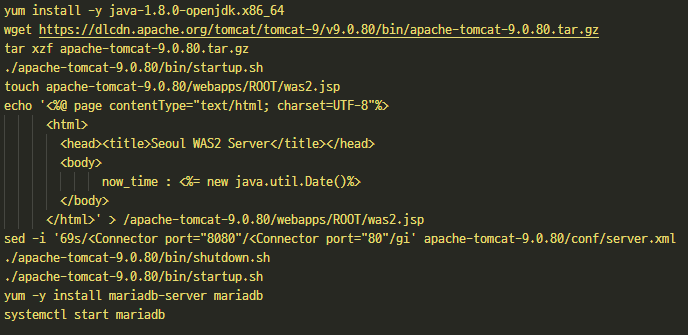 yum install -y java-1.8.0-openjdk.x86_64
wget https://dlcdn.apache.org/tomcat/tomcat-9/v9.0.80/bin/apache-tomcat-9.0.80.tar.gz
tar xzf apache-tomcat-9.0.80.tar.gz
./apache-tomcat-9.0.80/bin/startup.sh
touch apache-tomcat-9.0.80/webapps/ROOT/was2.jsp
echo '<%@ page contentType="text/html; charset=UTF-8"%>
<html>
<head><title>Seoul WAS2 Server</title></head>
<body>
now_time : <%= new java.util.Date()%>
</body>
</html>' > /apache-tomcat-9.0.80/webapps/ROOT/was2.jsp
sed -i '69s/<Connector port="8080"/<Connector port="80"/gi' apache-tomcat-9.0.80/conf/server.xml
./apache-tomcat-9.0.80/bin/shutdown.sh
./apache-tomcat-9.0.80/bin/startup.sh
yum -y install mariadb-server mariadb
systemctl start mariadb